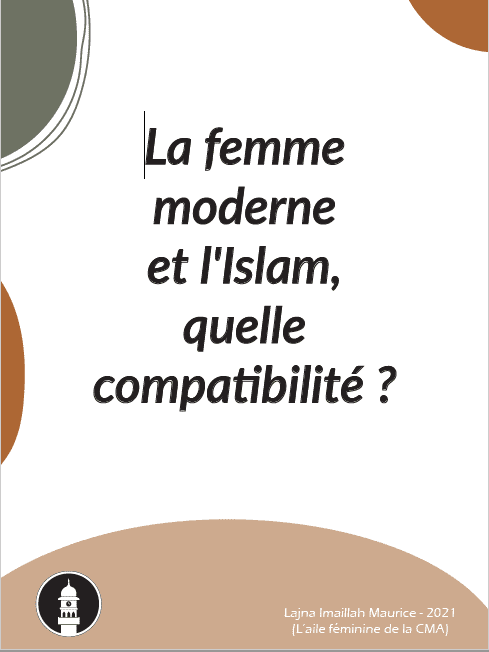 La femme
moderne
et l'Islam,
quelle
compatibilité ?
Lajna Imaillah Maurice - 2021
(L'aile féminine de la CMA)